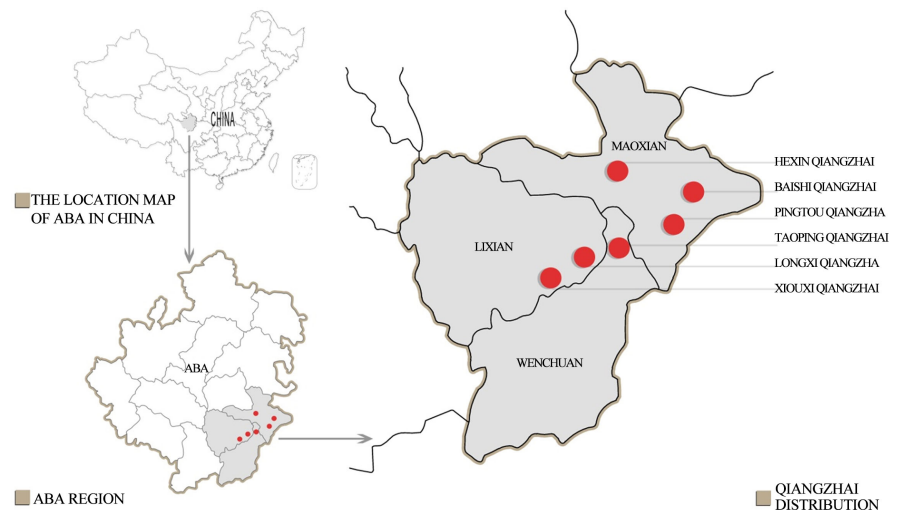 CHINA
THE LOCATION MAP
OF ABA IN CHINA
ABA
ABA REGION
MAOXIAN
LIXIAN
WENCHUAN
HEXIN QIANGZHAI
BAISHI QIANGZHAI
PINGTOU QIANGZHA
TAOPING QIANGZHAI
LONGXI QIANGZHA
XIOUXI QIANGZHAI
QIANGZHAI
DISTRIBUTION